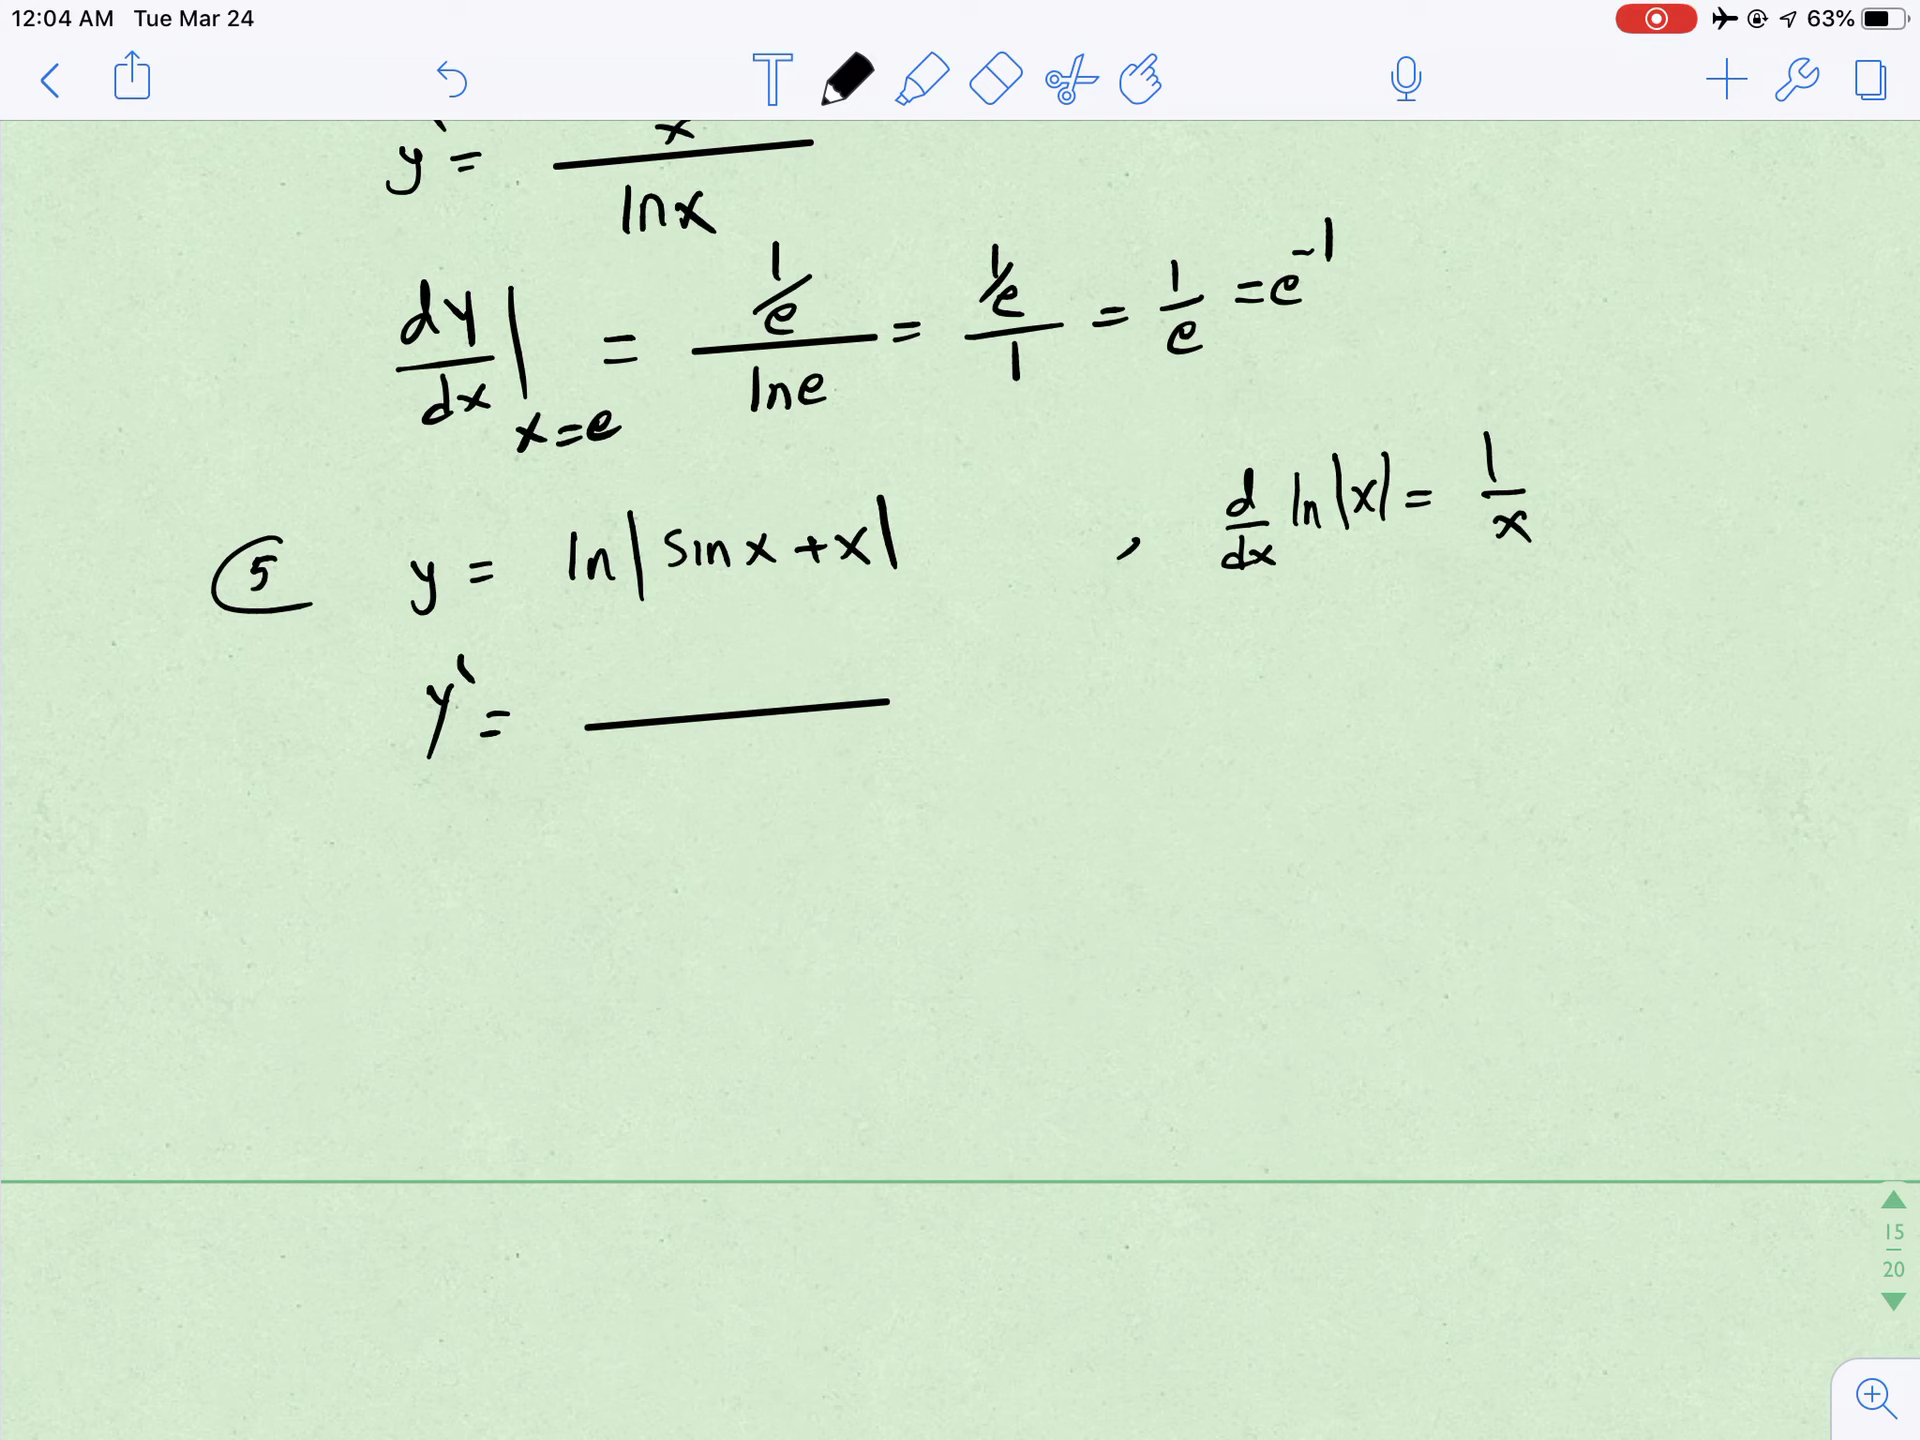 12:04 AM Tue Mar 24 63%
T
y' = x / ln x
dy/dx | x=e = (1/e) / ln e = (1/e) / 1 = 1/e = e^-1
⑤ y = ln| sin x + x | , d/dx ln|x| = 1/x
y' =
15
20